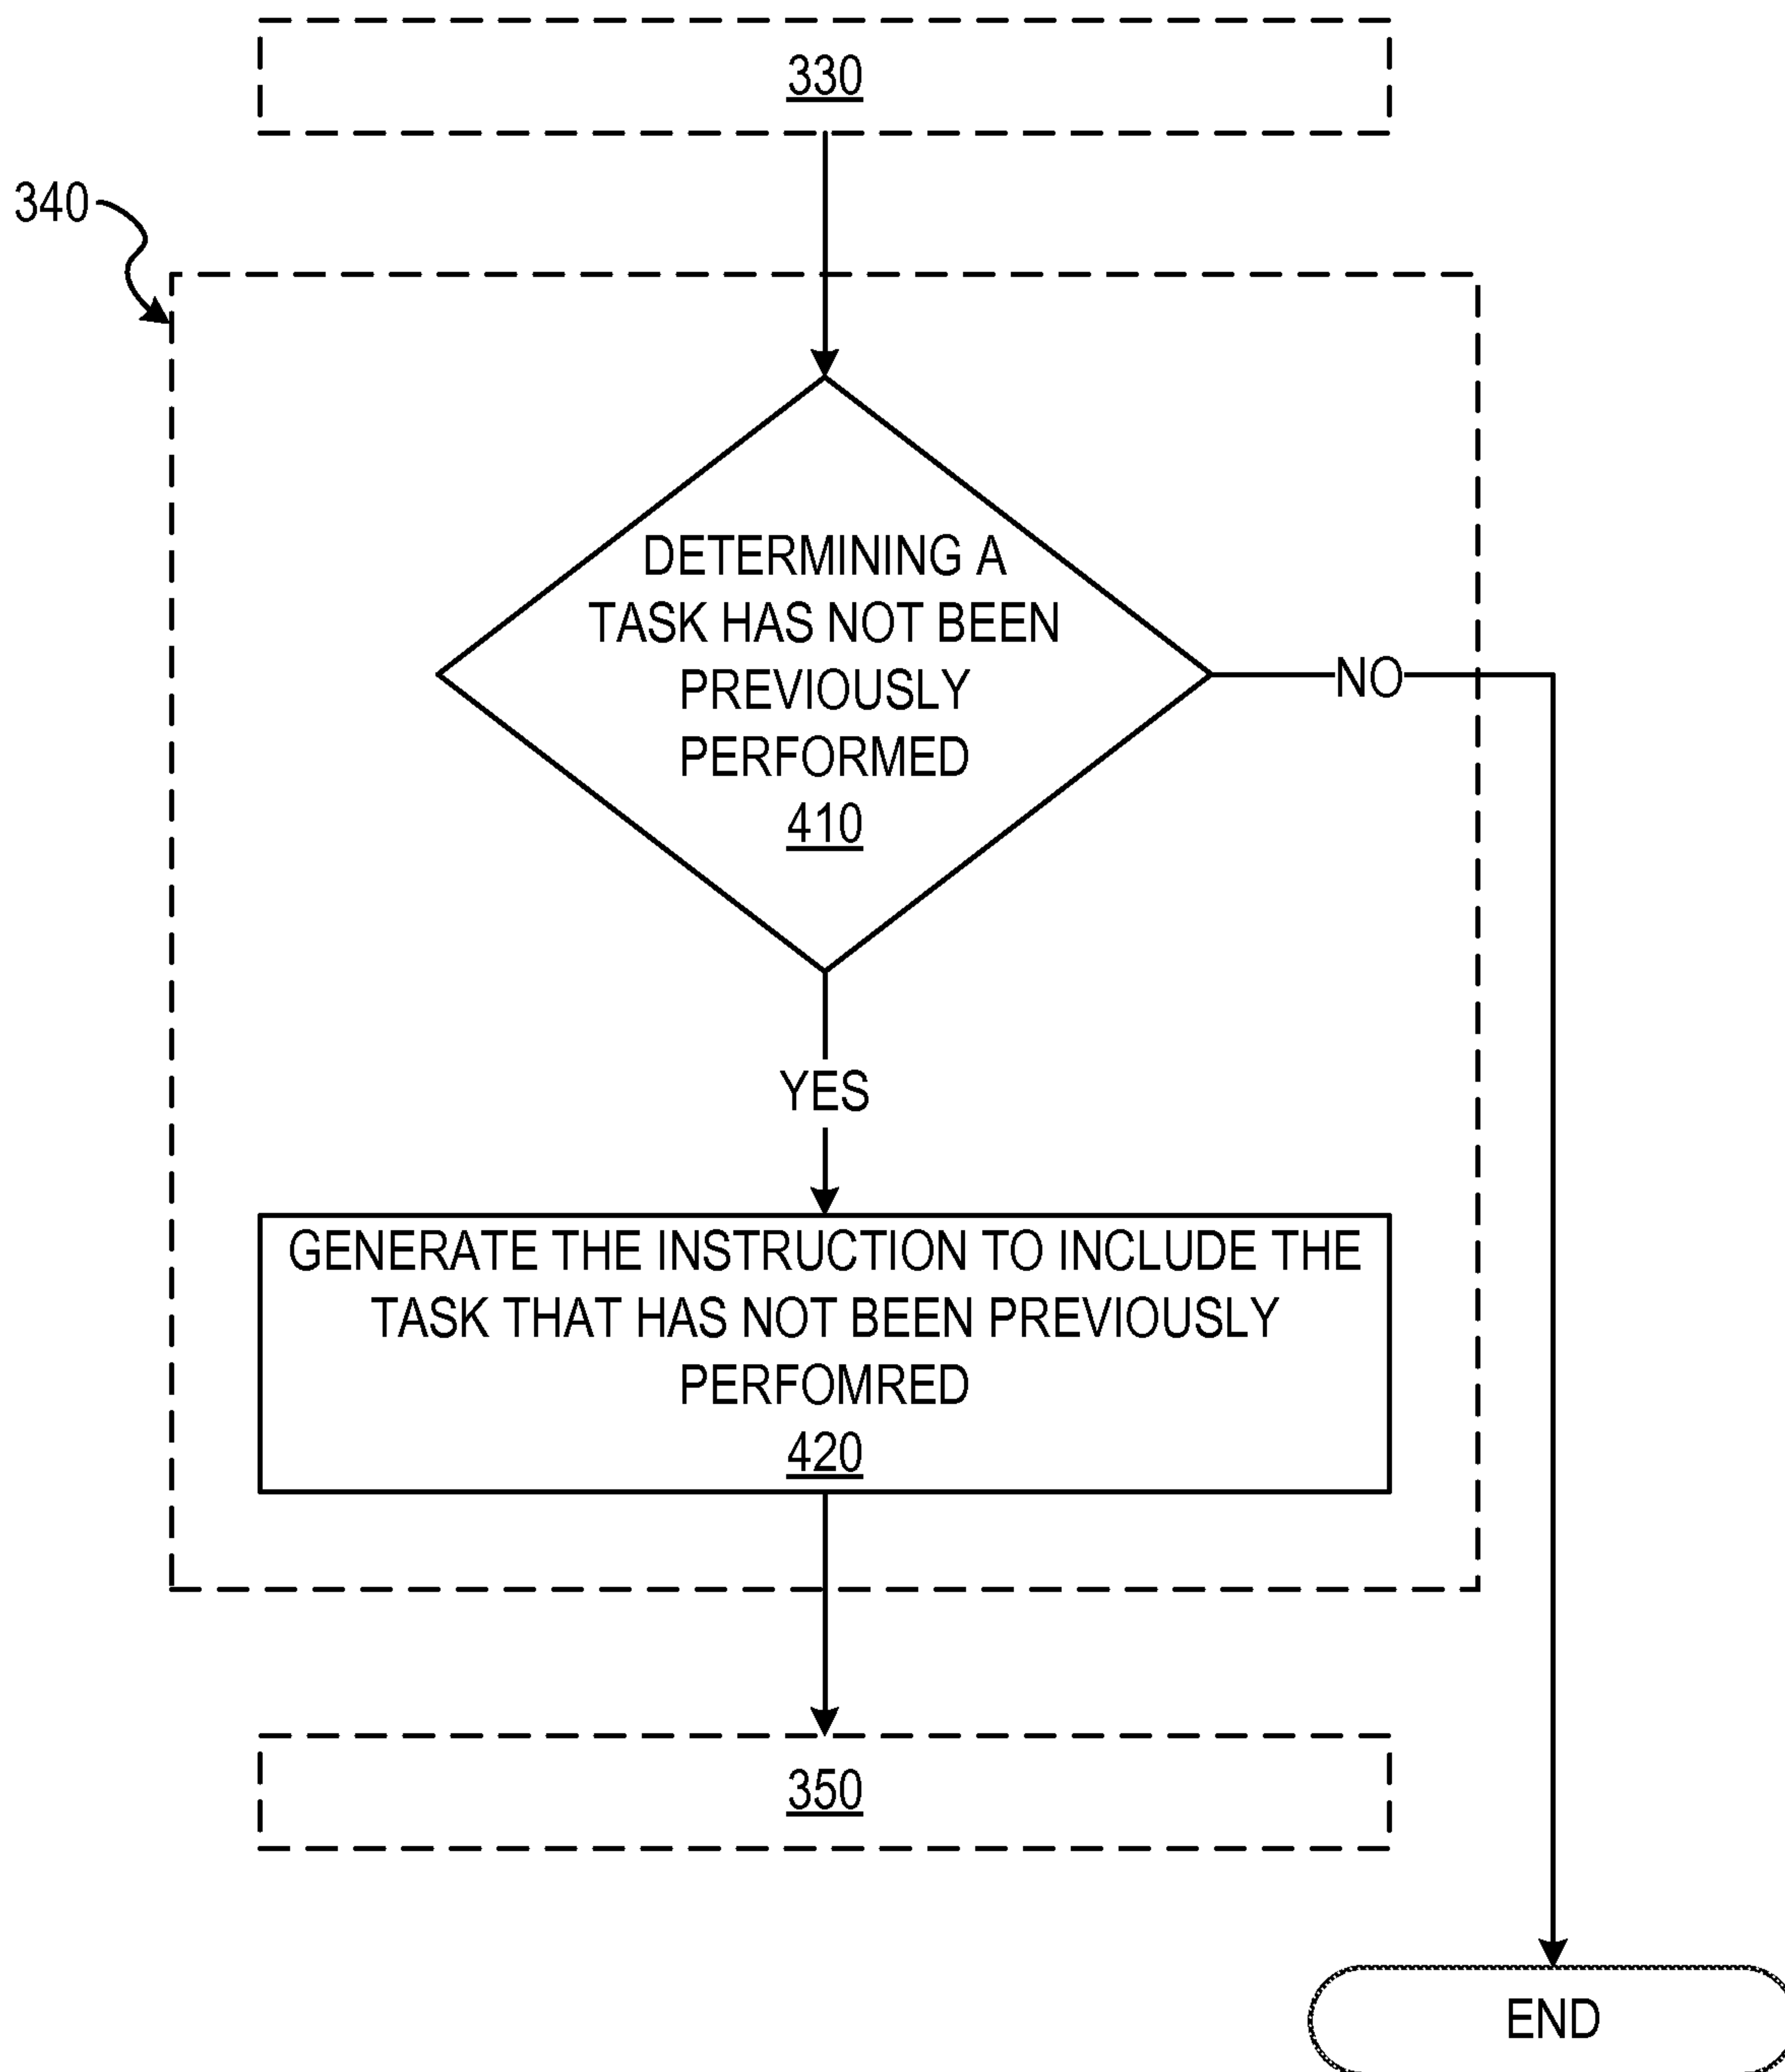 330
340
DETERMINING A
TASK HAS NOT BEEN
PREVIOUSLY
PERFORMED
410
NO
YES
GENERATE THE INSTRUCTION TO INCLUDE THE
TASK THAT HAS NOT BEEN PREVIOUSLY
PERFOMRED
420
350
END